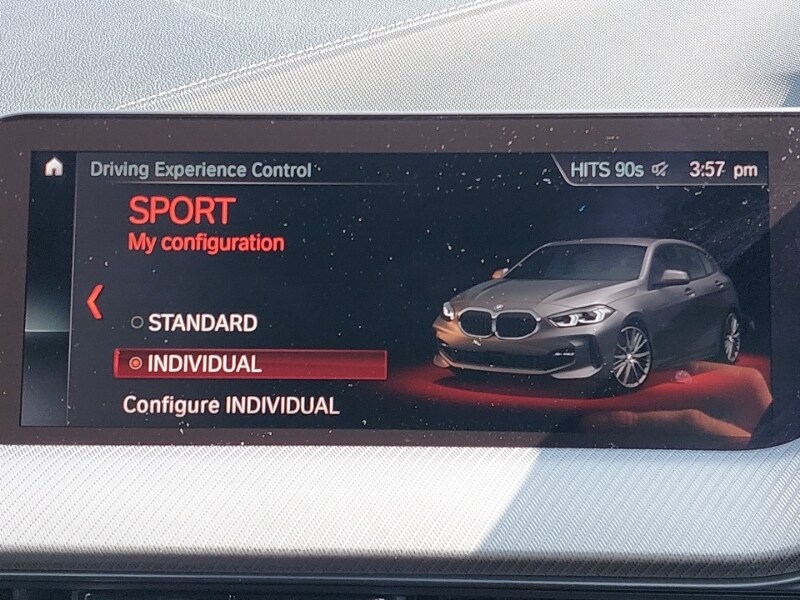 Driving Experience Control
HITS 90s 3:57 pm
SPORT
My configuration
STANDARD
INDIVIDUAL
Configure INDIVIDUAL